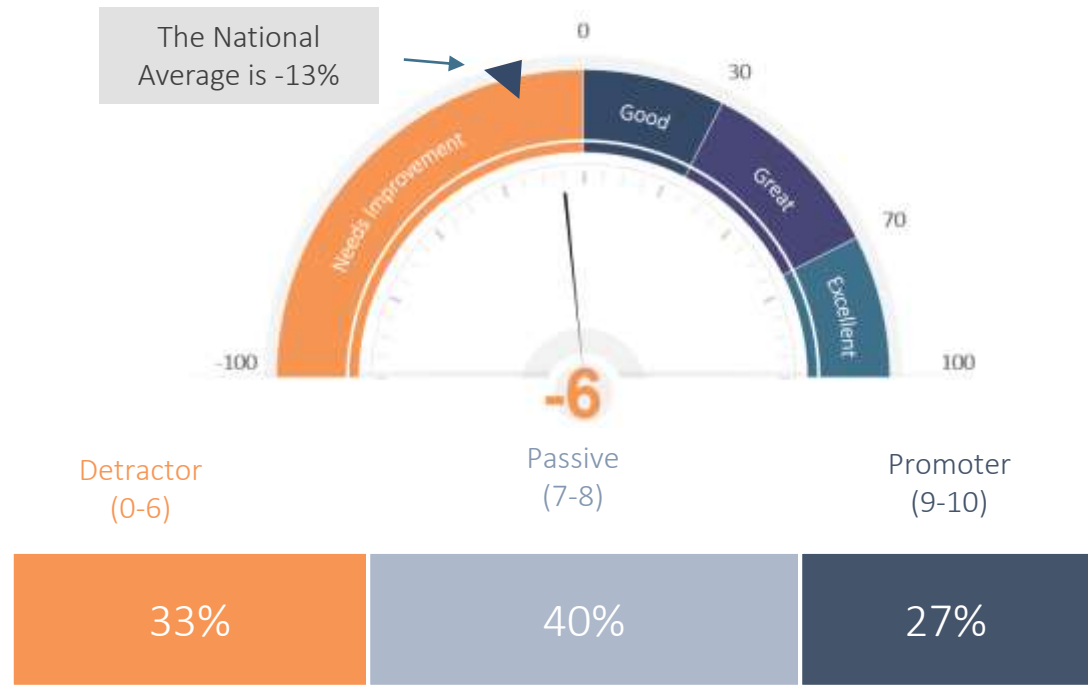 The National
Average is -13%
0
30
70
100
-100
Needs Improvement
Good
Great
Excellent
-6
Detractor
(0-6)
Passive
(7-8)
Promoter
(9-10)
33%
40%
27%